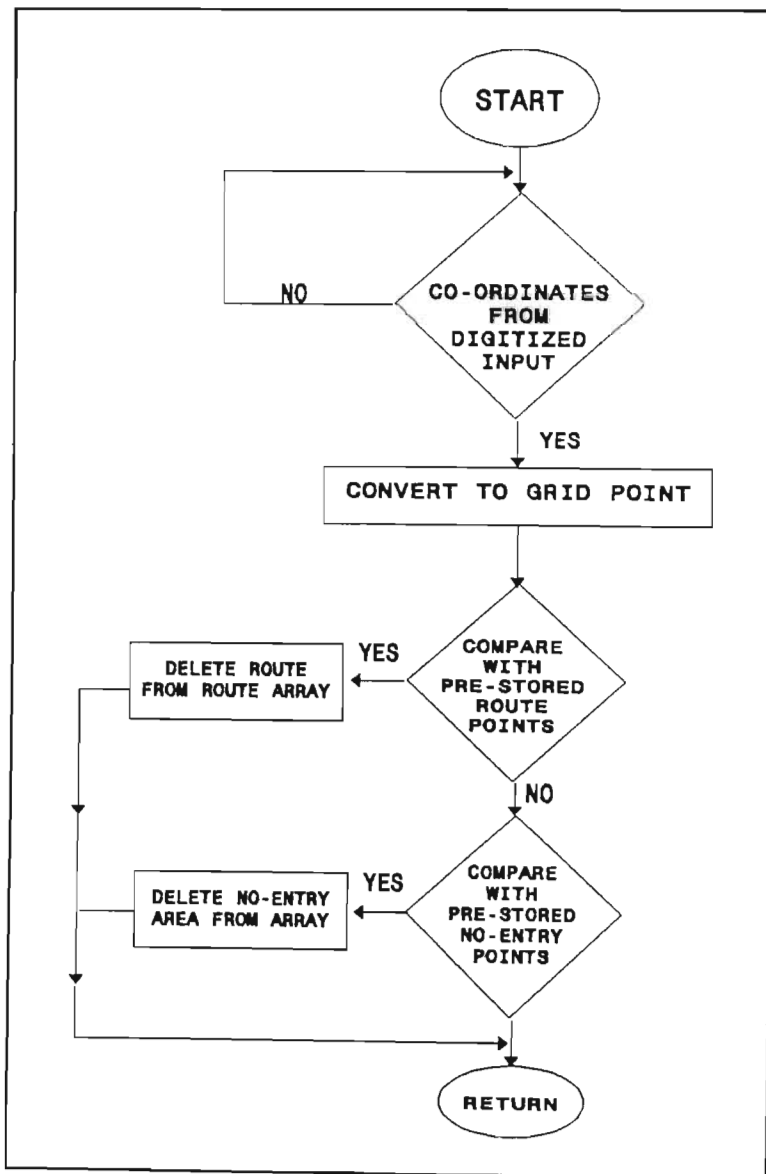 START
NO
CO-ORDINATES
FROM
DIGITIZED
INPUT
YES
CONVERT TO GRID POINT
DELETE ROUTE
FROM ROUTE ARRAY
YES
COMPARE
WITH
PRE-STORED
ROUTE
POINTS
NO
DELETE NO-ENTRY
AREA FROM ARRAY
YES
COMPARE
WITH
PRE-STORED
NO-ENTRY
POINTS
RETURN